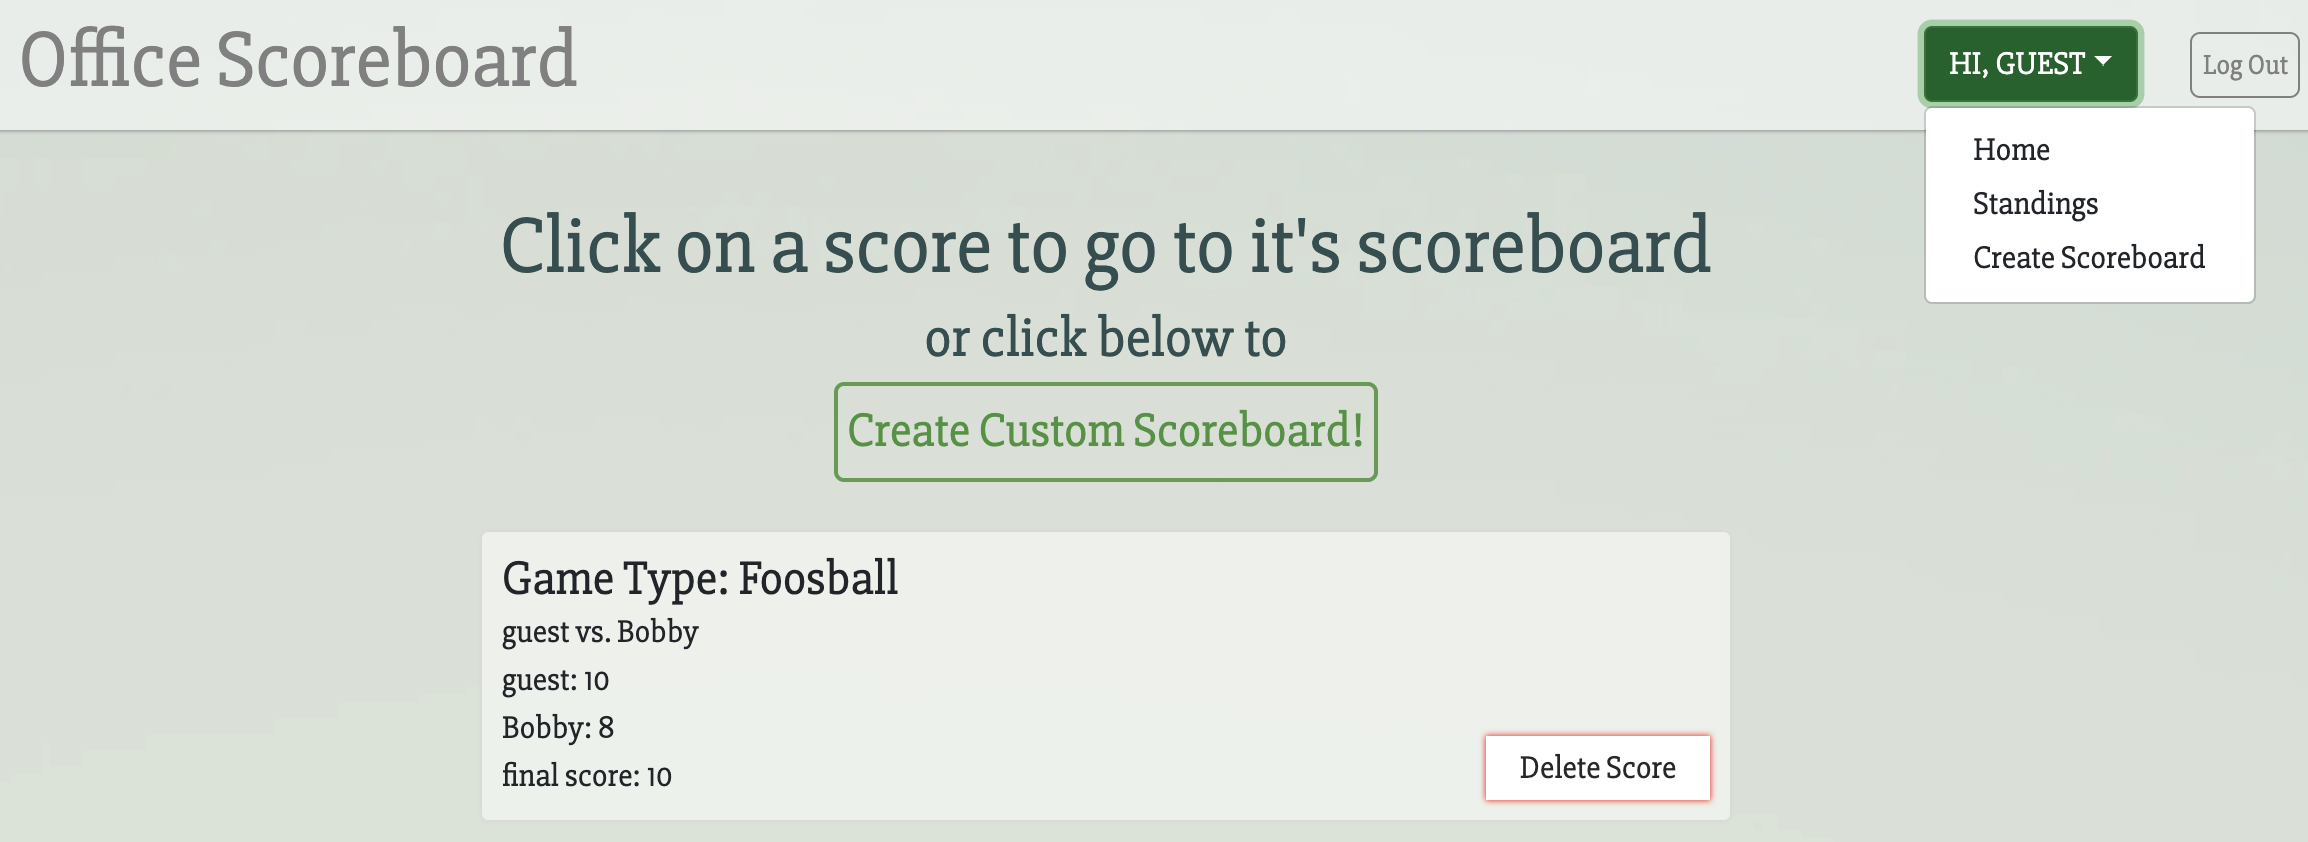 Office Scoreboard
HI, GUEST
Log Out
Home
Standings
Create Scoreboard
Click on a score to go to it's scoreboard
or click below to
Create Custom Scoreboard!
Game Type: Foosball
guest vs. Bobby
guest: 10
Bobby: 8
final score: 10
Delete Score